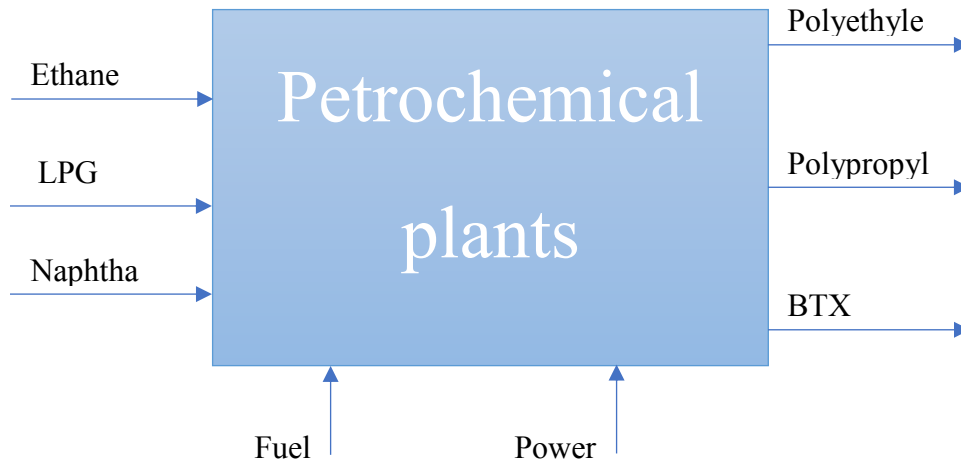 Polyethyle
Ethane
Petrochemical
plants
LPG
Polypropyl
Naphtha
BTX
Fuel
Power